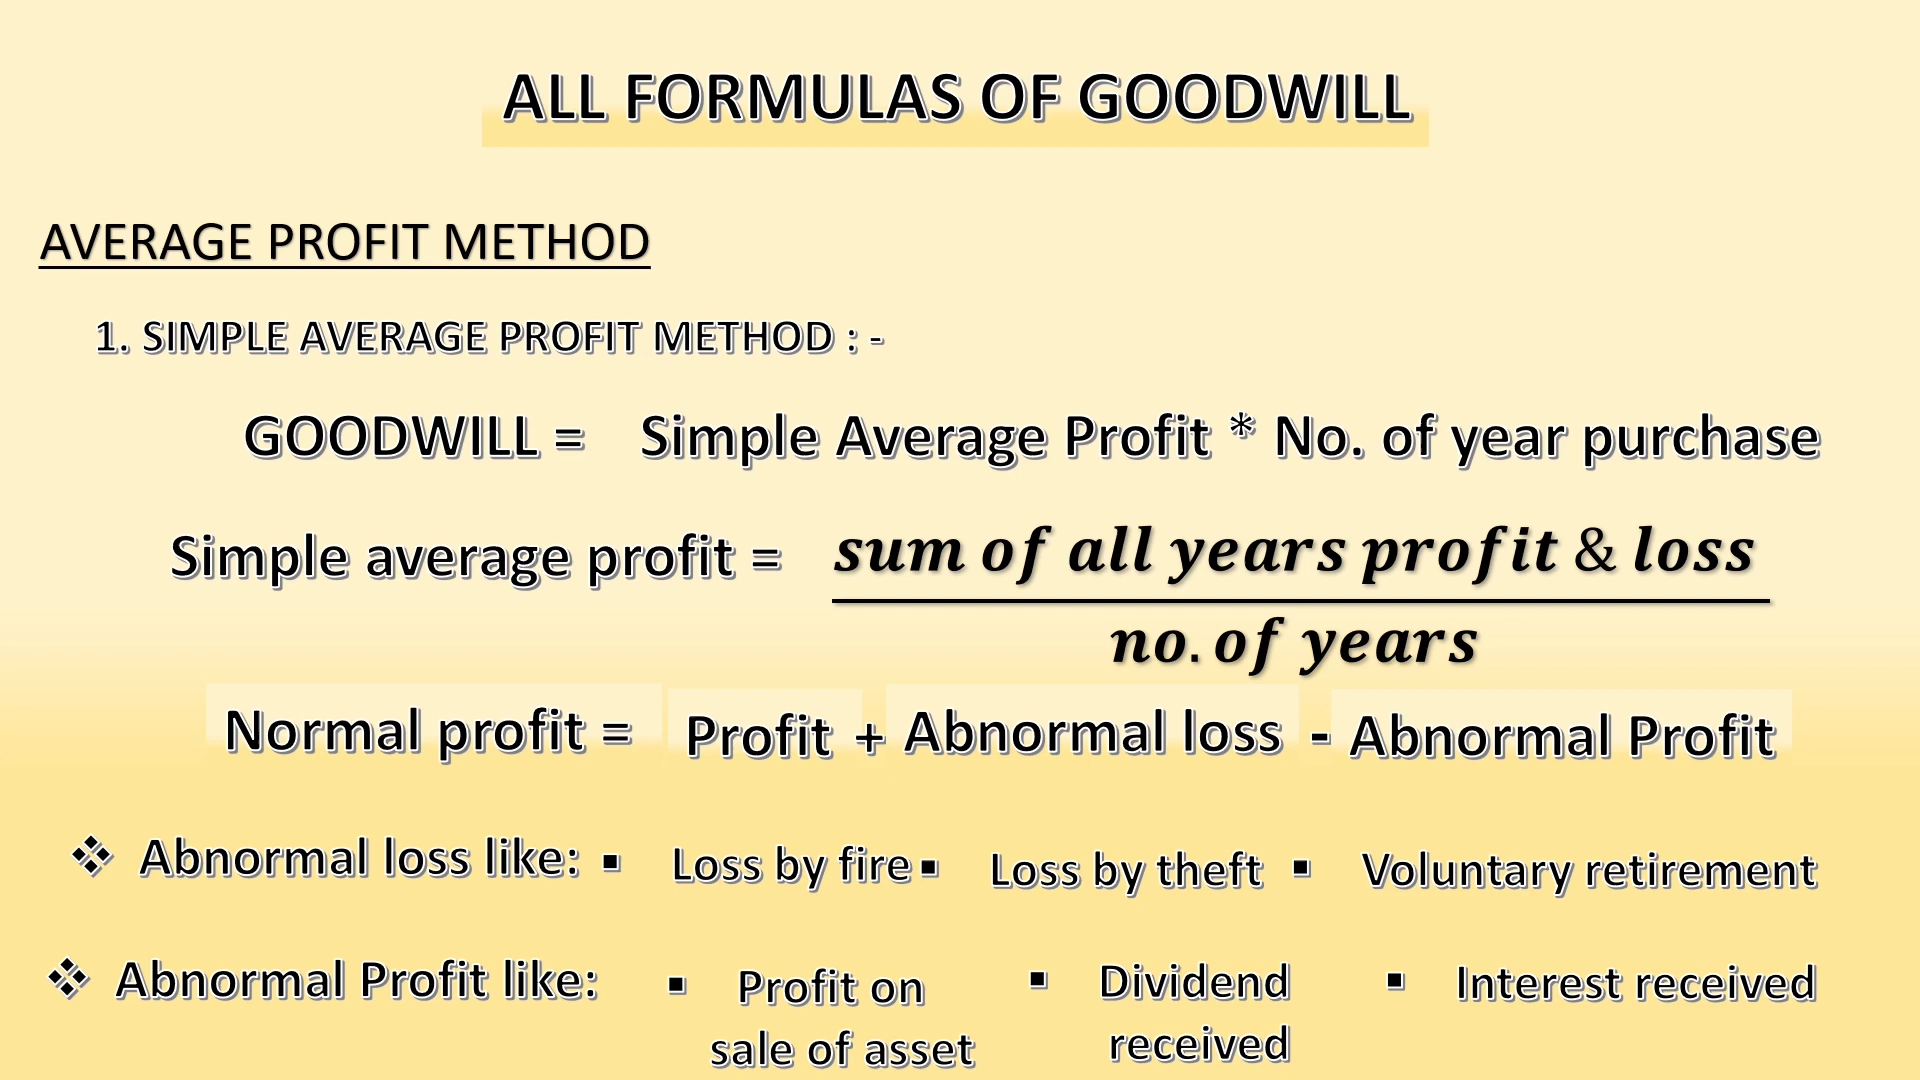 ALL FORMULAS OF GOODWILL
AVERAGE PROFIT METHOD
1. SIMPLE AVERAGE PROFIT METHOD : -
GOODWILL = Simple Average Profit * No. of year purchase
Simple average profit = sum of all years profit & loss
no. of years
Normal profit = Profit + Abnormal loss - Abnormal Profit
❖ Abnormal loss like: ▪ Loss by fire ▪ Loss by theft ▪ Voluntary retirement
❖ Abnormal Profit like: ▪ Profit on ▪ Dividend ▪ Interest received
sale of asset received